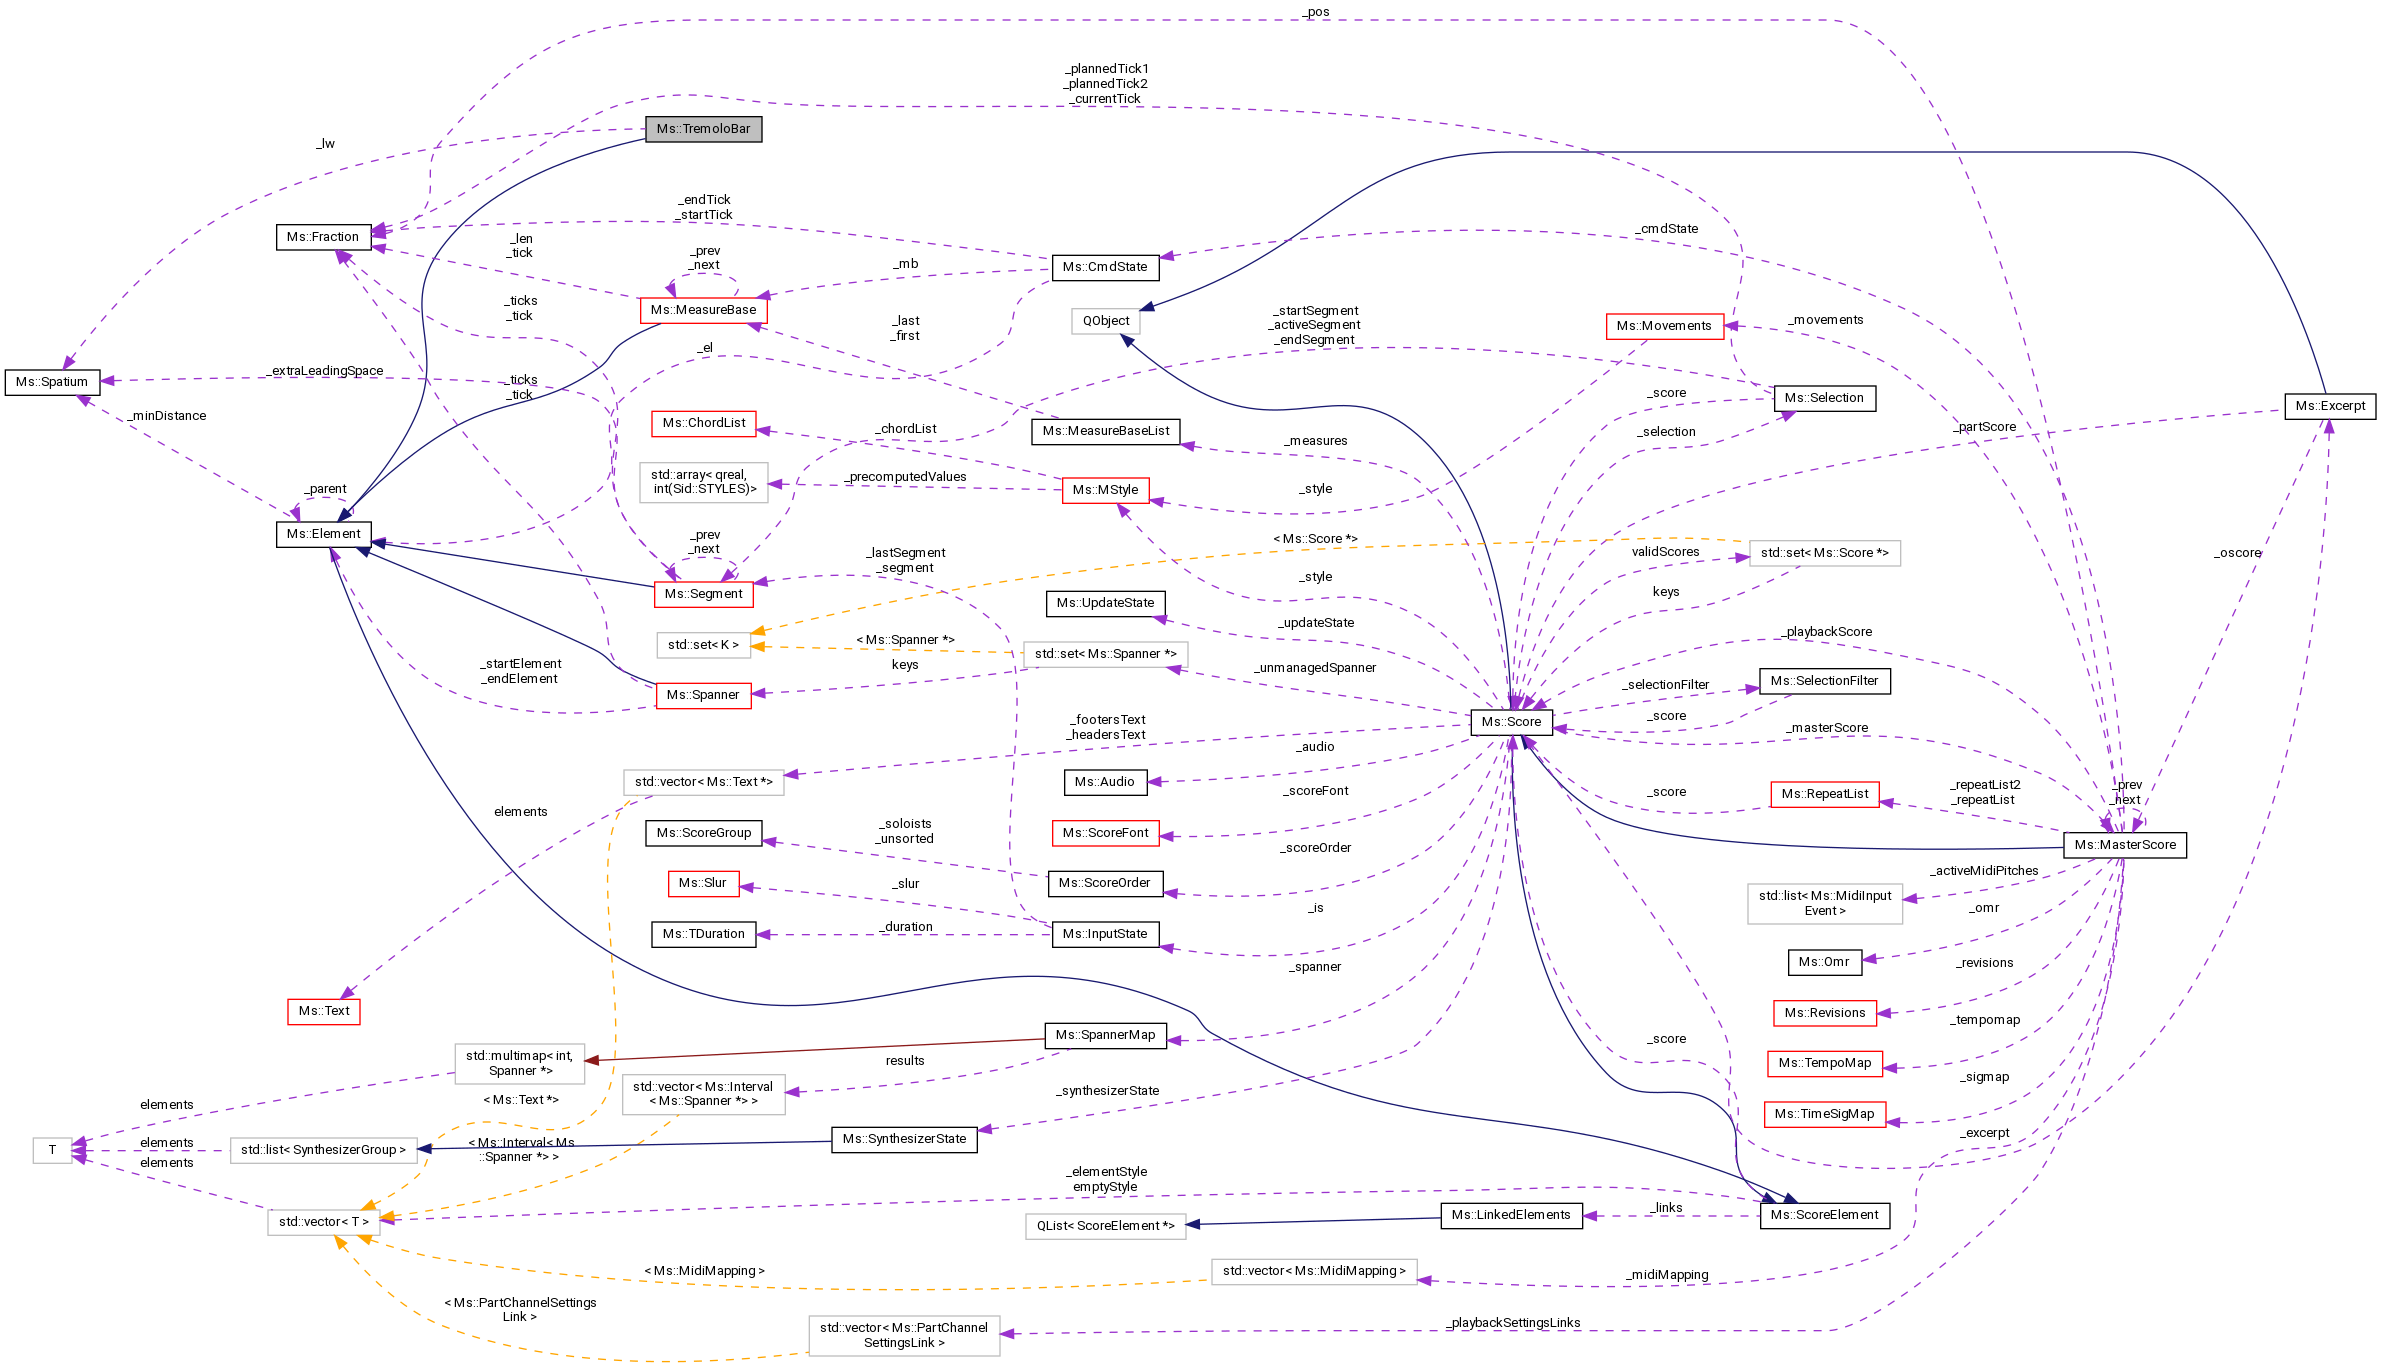 _pos
_plannedTick1
_plannedTick2
_currentTick
Ms::TremoloBar
_lw
_endTick
_startTick
Ms::Fraction
_len
_tick
_prev
_next
_mb
Ms::CmdState
_cmdState
_ticks
_tick
Ms::MeasureBase
_last
_first
QObject
_startSegment
_activeSegment
_endSegment
Ms::Movements
_movements
_el
_extraLeadingSpace
Ms::Spatium
_ticks
_tick
_minDistance
Ms::ChordList
_chordList
Ms::MeasureBaseList
_measures
_score
Ms::Selection
_selection
_partScore
Ms::Excerpt
std::array< qreal,
int(Sid::STYLES)>
_precomputedValues
Ms::MStyle
_style
_parent
Ms::Element
_prev
_next
Ms::Segment
_lastSegment
_segment
< Ms::Score *>
validScores
std::set< Ms::Score *>
_oscore
_style
keys
Ms::UpdateState
_updateState
std::set< K >
< Ms::Spanner *>
std::set< Ms::Spanner *>
keys
_unmanagedSpanner
_playbackScore
_startElement
_endElement
Ms::Spanner
_selectionFilter
Ms::SelectionFilter
_score
Ms::Score
_footersText
_headersText
_masterScore
_audio
Ms::Audio
std::vector< Ms::Text *>
elements
_scoreFont
Ms::ScoreFont
_score
Ms::RepeatList
_repeatList2
_repeatList
_prev
_next
Ms::MasterScore
Ms::ScoreGroup
_soloists
_unsorted
_scoreOrder
Ms::ScoreOrder
Ms::Slur
_slur
_activeMidiPitches
std::list< Ms::MidiInput
Event >
_omr
_is
Ms::TDuration
_duration
Ms::InputState
Ms::Omr
_revisions
_spanner
Ms::Text
Ms::Revisions
_tempomap
Ms::SpannerMap
_score
std::multimap< int,
Spanner *>
results
Ms::TempoMap
_sigmap
std::vector< Ms::Interval
< Ms::Spanner *> >
_synthesizerState
elements
< Ms::Text *>
Ms::TimeSigMap
_excerpt
Ms::SynthesizerState
T
elements
std::list< SynthesizerGroup >
< Ms::Interval< Ms
::Spanner *> >
elements
_elementStyle
emptyStyle
std::vector< T >
QList< ScoreElement *>
Ms::LinkedElements
_links
Ms::ScoreElement
< Ms::MidiMapping >
std::vector< Ms::MidiMapping >
_midiMapping
< Ms::PartChannelSettings
Link >
std::vector< Ms::PartChannel
SettingsLink >
_playbackSettingsLinks